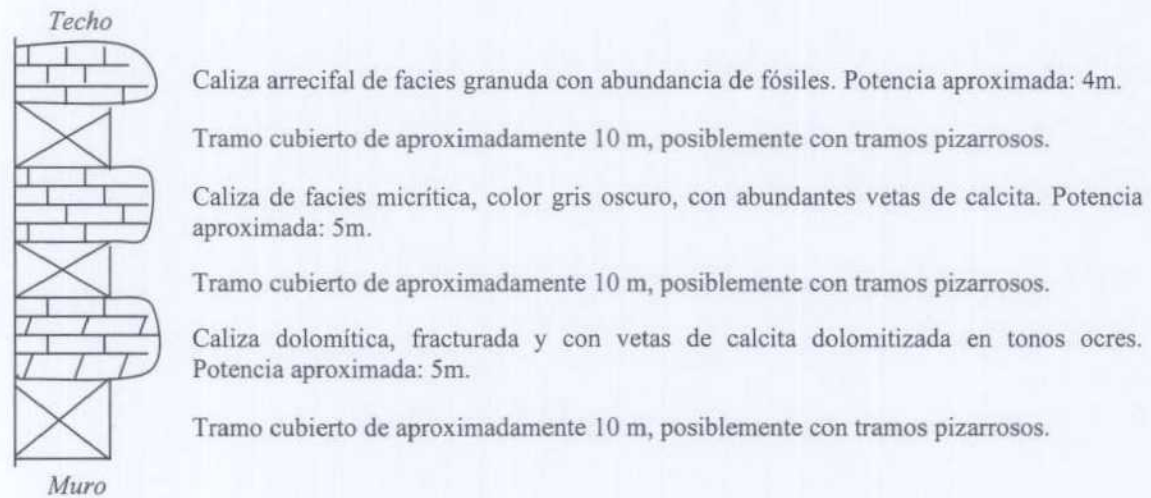 Techo
Caliza arrecifal de facies granuda con abundancia de fósiles. Potencia aproximada: 4m.
Tramo cubierto de aproximadamente 10 m, posiblemente con tramos pizarrosos.
Caliza de facies micrítica, color gris oscuro, con abundantes vetas de calcita. Potencia
aproximada: 5m.
Tramo cubierto de aproximadamente 10 m, posiblemente con tramos pizarrosos.
Caliza dolomítica, fracturada y con vetas de calcita dolomitizada en tonos ocres.
Potencia aproximada: 5m.
Tramo cubierto de aproximadamente 10 m, posiblemente con tramos pizarrosos.
Muro